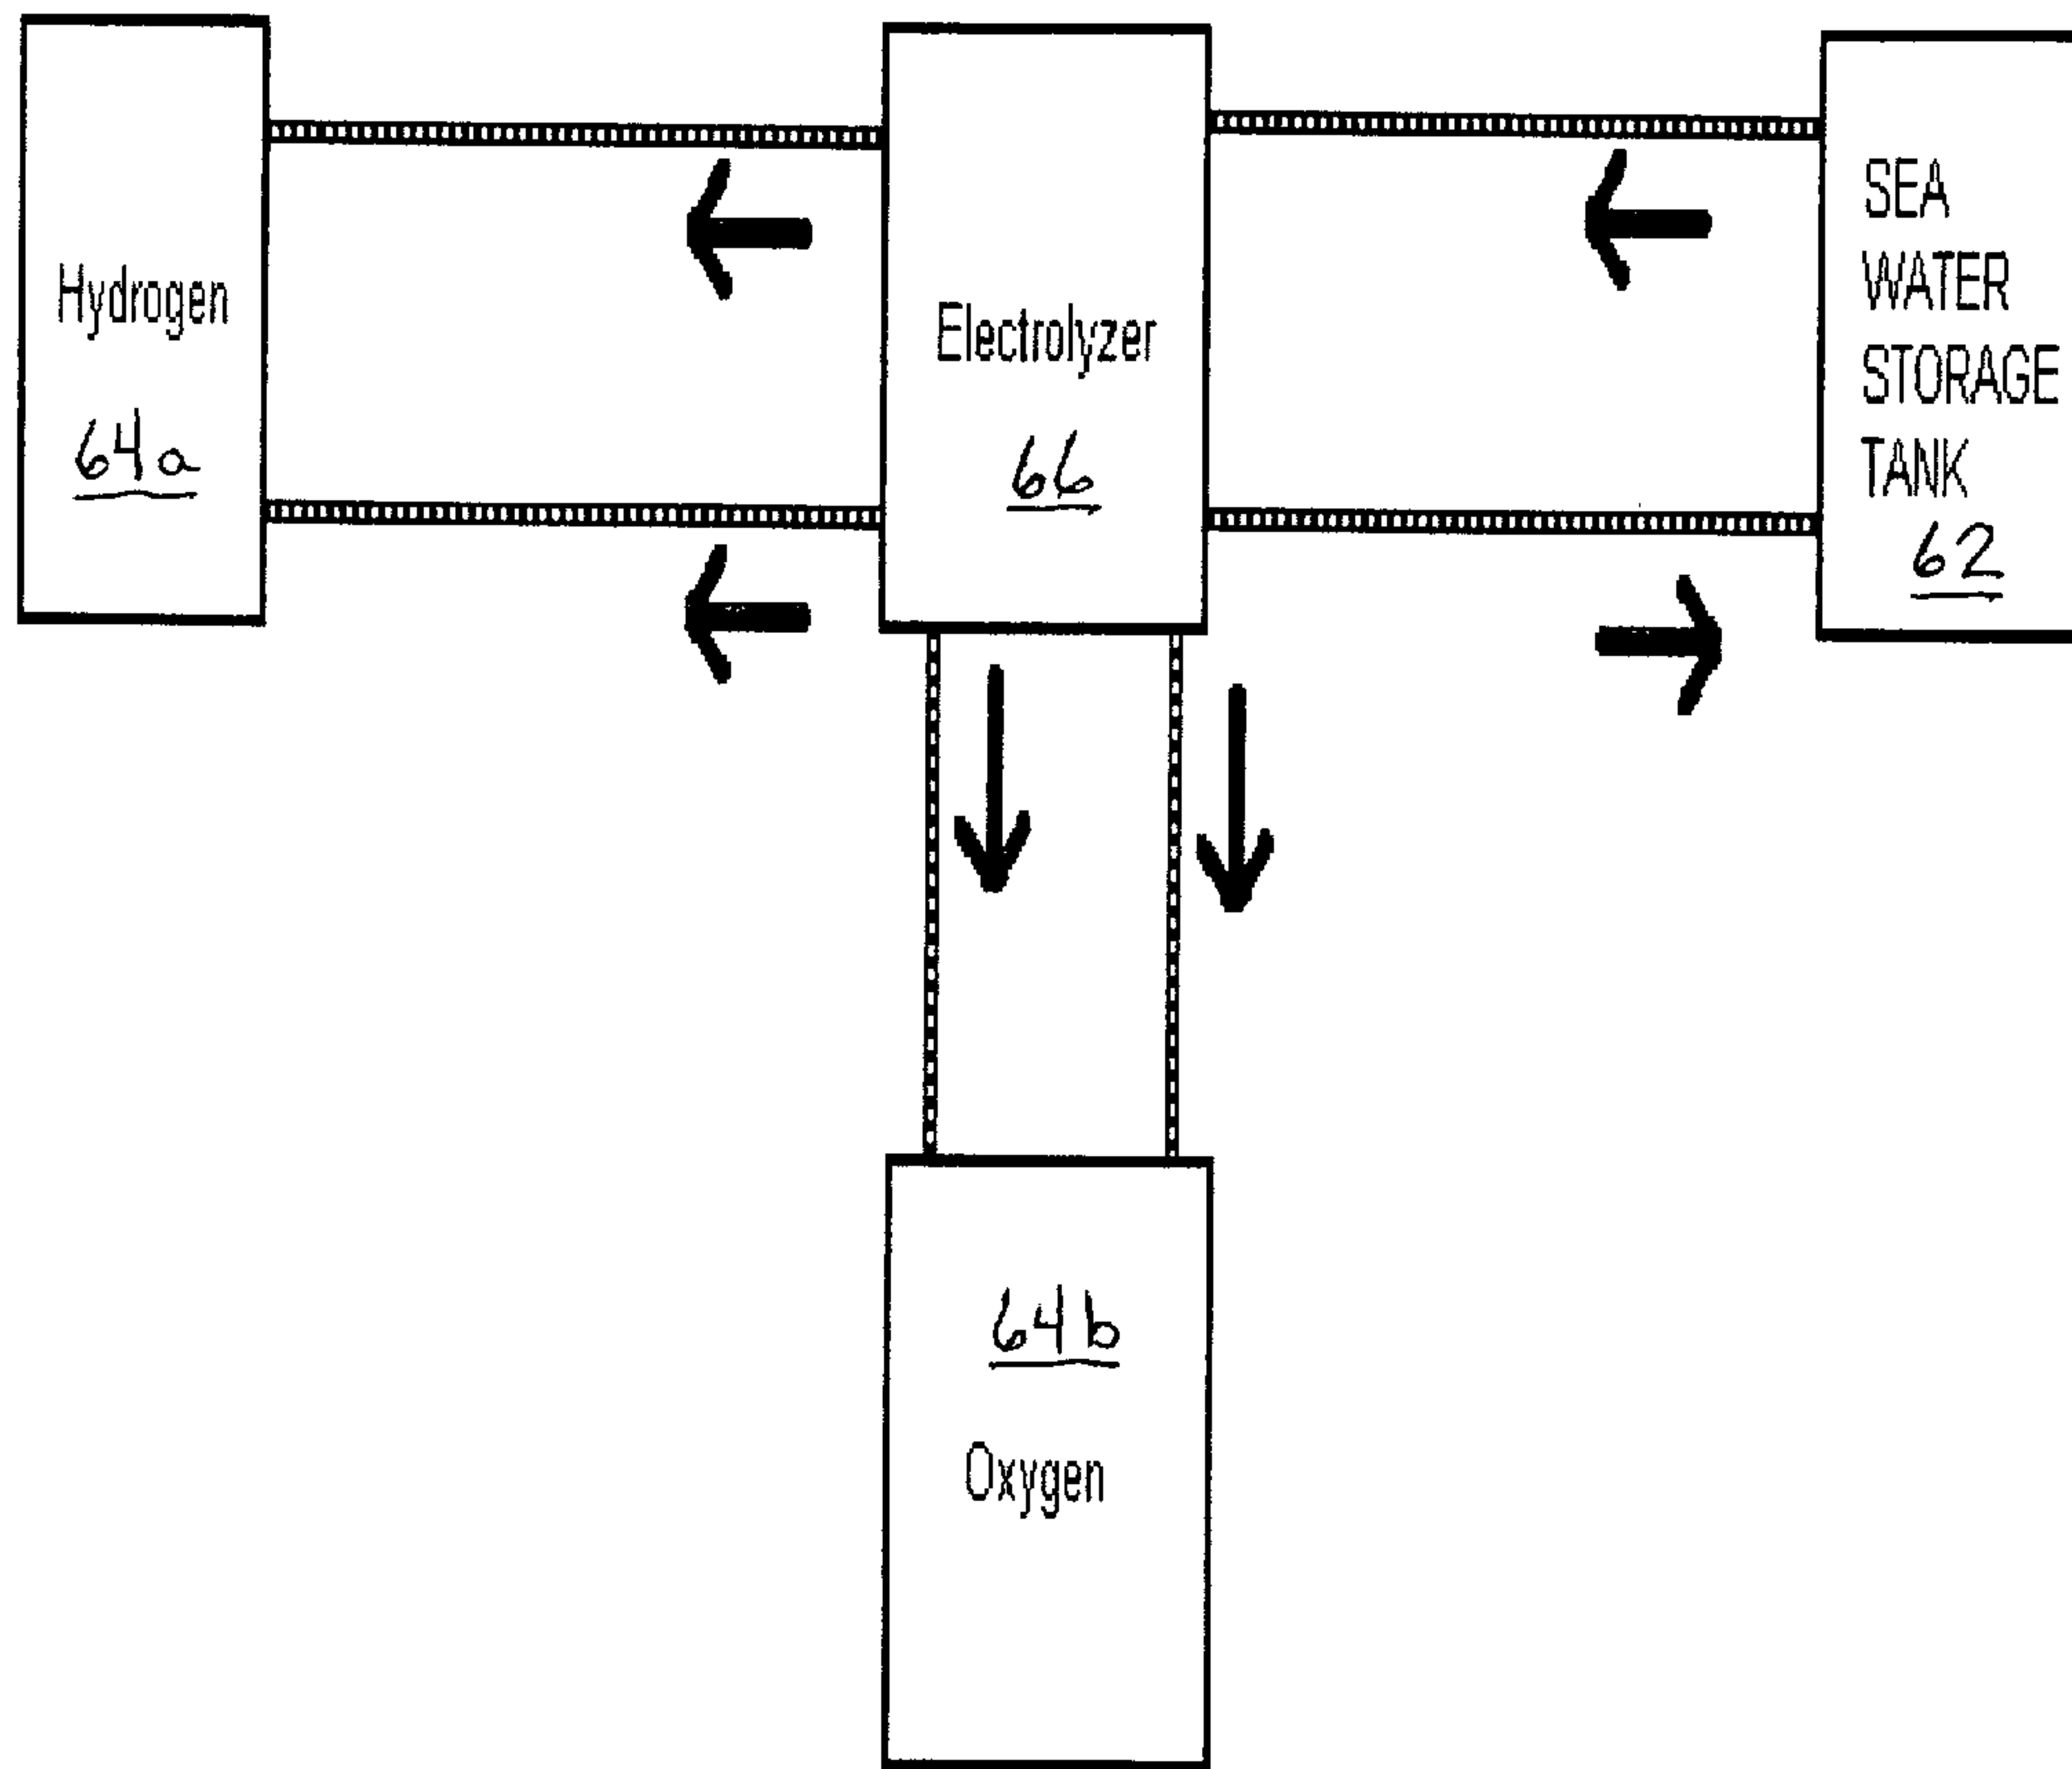 Hydrogen
64a
Electrolyzer
66
SEA
WATER
STORAGE
TANK
62
64b
Oxygen